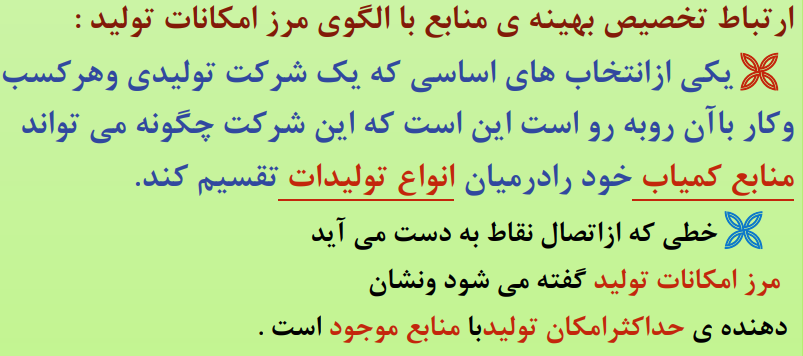 ارتباط تخصیص بهینه ی منابع با الگوی مرز امکانات تولید :
یکی ازانتخاب های اساسی که یک شرکت تولیدی وهرکسب
وکار باآن روبه رو است این است که این شرکت چگونه می تواند
منابع کمیاب خود رادرمیان انواع تولیدات تقسیم کند.
خطی که ازاتصال نقاط به دست می آید
مرز امکانات تولید گفته می شود ونشان
دهنده ی حداکثرامکان تولیدبا منابع موجود است .